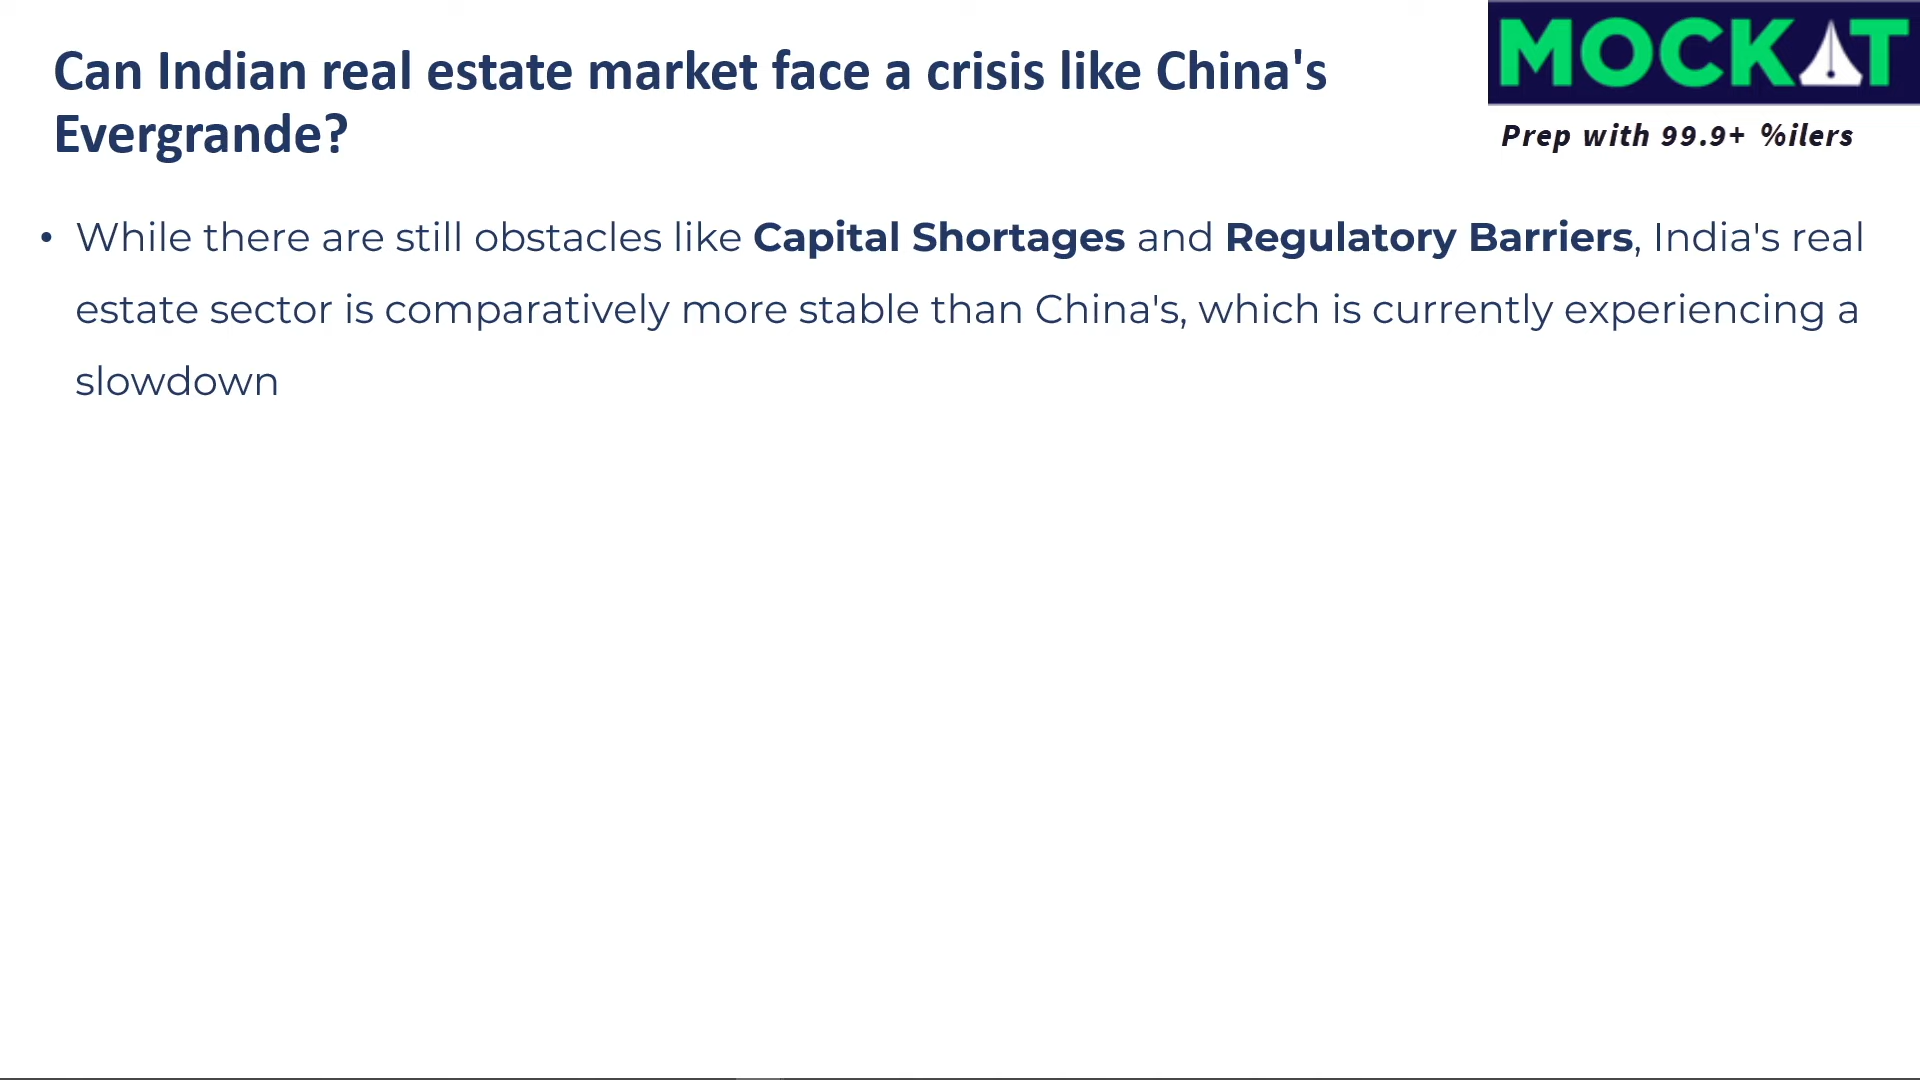 Can Indian real estate market face a crisis like China's
Evergrande?
MOCKAT
Prep with 99.9+ %ilers
• While there are still obstacles like Capital Shortages and Regulatory Barriers, India's real
estate sector is comparatively more stable than China's, which is currently experiencing a
slowdown